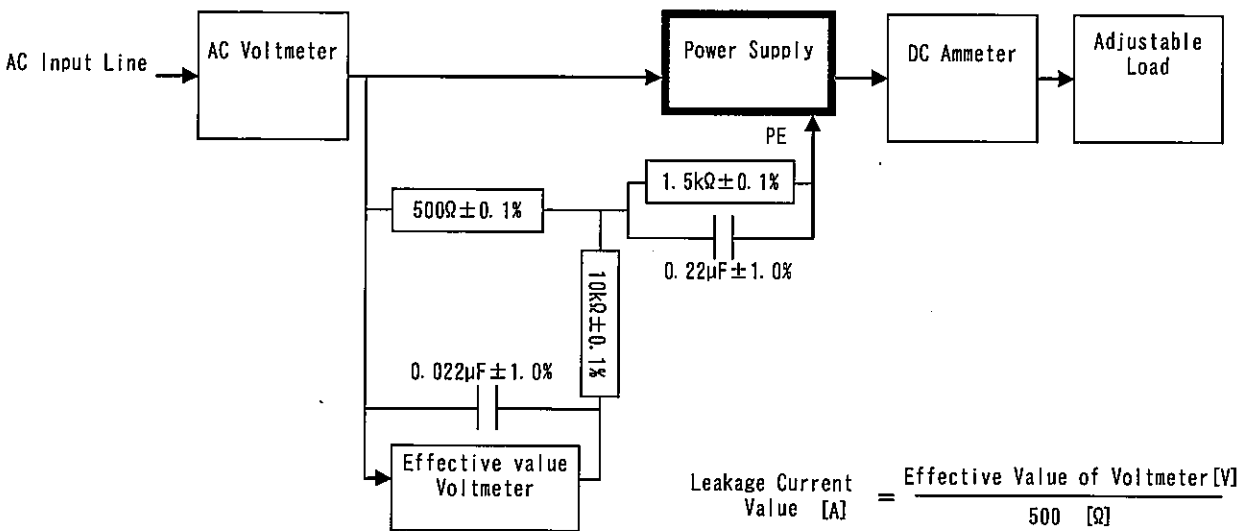 AC Input Line
AC Voltmeter
Power Supply
DC Ammeter
Adjustable
Load
PE
1.5kΩ±0.1%
500Ω±0.1%
0.22μF±1.0%
10kΩ±0.1%
0.022μF±1.0%
Effective value
Voltmeter
Leakage Current
Value [A]
=
Effective Value of Voltmeter[V]
500 [Ω]